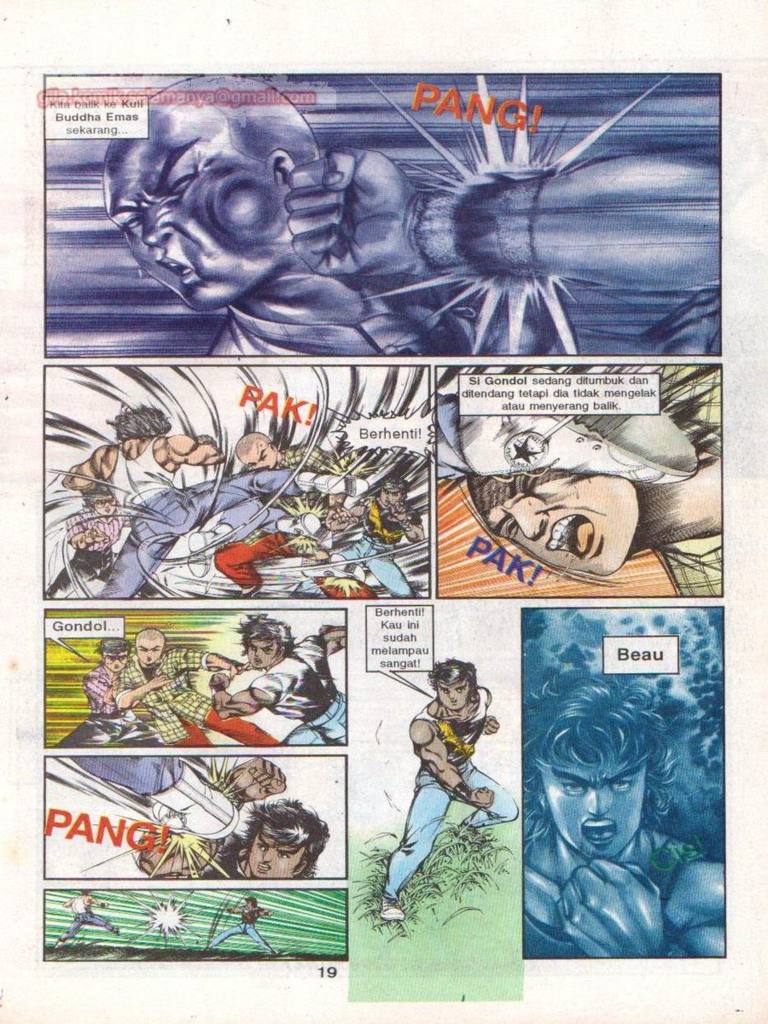 Kita balik ke Kuil
Buddha Emas
sekarang...
PANG!
PAK!
Berhenti!
Si Gondol sedang ditumbuk dan
ditendang tetapi dia tidak mengelak
atau menyerang balik.
PAK!
Gondol...
Berhenti!
Kau ini
sudah
melampau
sangat!
Beau
PANG!
19